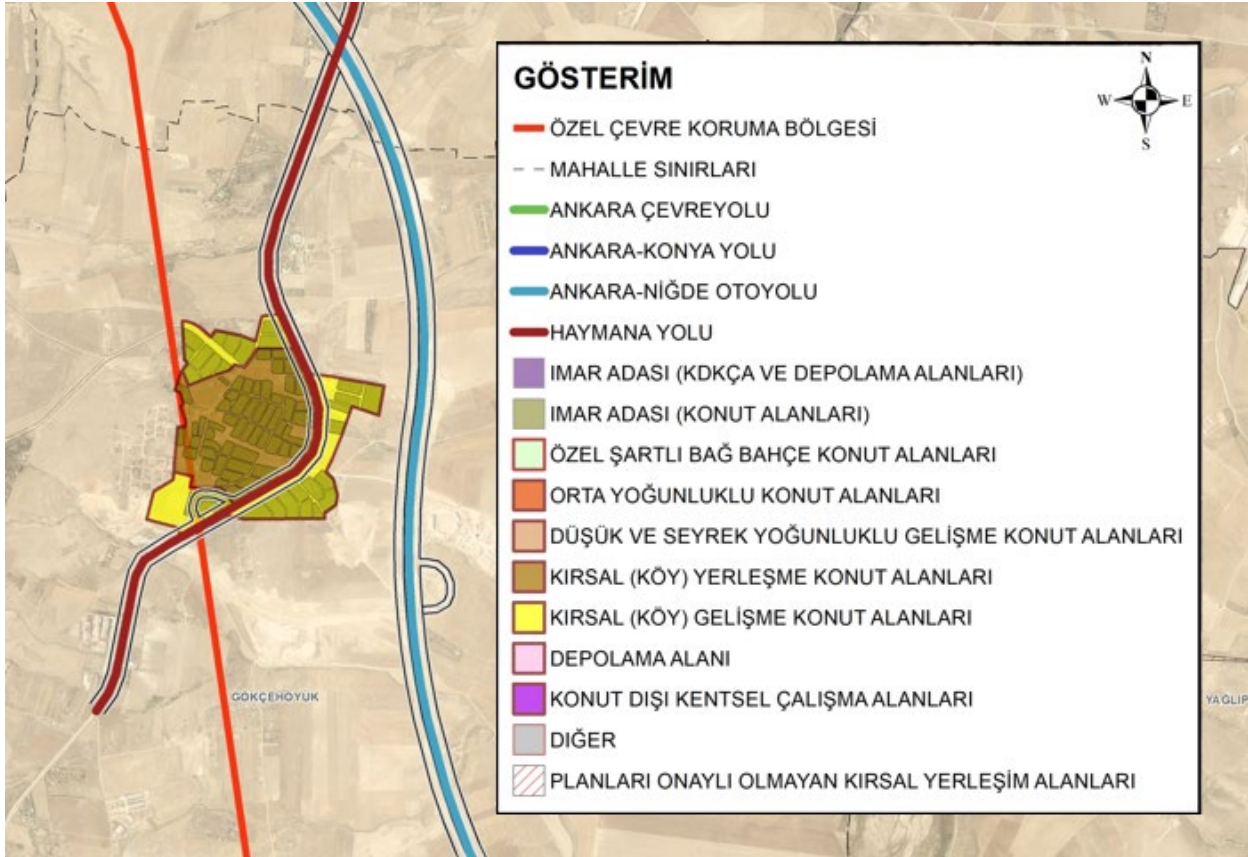 GÖSTERİM
N
W E
S
ÖZEL ÇEVRE KORUMA BÖLGESİ
MAHALLE SINIRLARI
ANKARA ÇEVREYOLU
ANKARA-KONYA YOLU
ANKARA-NİĞDE OTOYOLU
HAYMANA YOLU
IMAR ADASI (KDKÇA VE DEPOLAMA ALANLARI)
IMAR ADASI (KONUT ALANLARI)
ÖZEL ŞARTLI BAĞ BAHÇE KONUT ALANLARI
ORTA YOĞUNLUKLU KONUT ALANLARI
DÜŞÜK VE SEYREK YOĞUNLUKLU GELİŞME KONUT ALANLARI
KIRSAL (KÖY) YERLEŞME KONUT ALANLARI
KIRSAL (KÖY) GELİŞME KONUT ALANLARI
DEPOLAMA ALANI
KONUT DIŞI KENTSEL ÇALIŞMA ALANLARI
DIĞER
PLANLARI ONAYLI OLMAYAN KIRSAL YERLEŞİM ALANLARI
GÖKÇEHÖYÜK
YAĞLIP